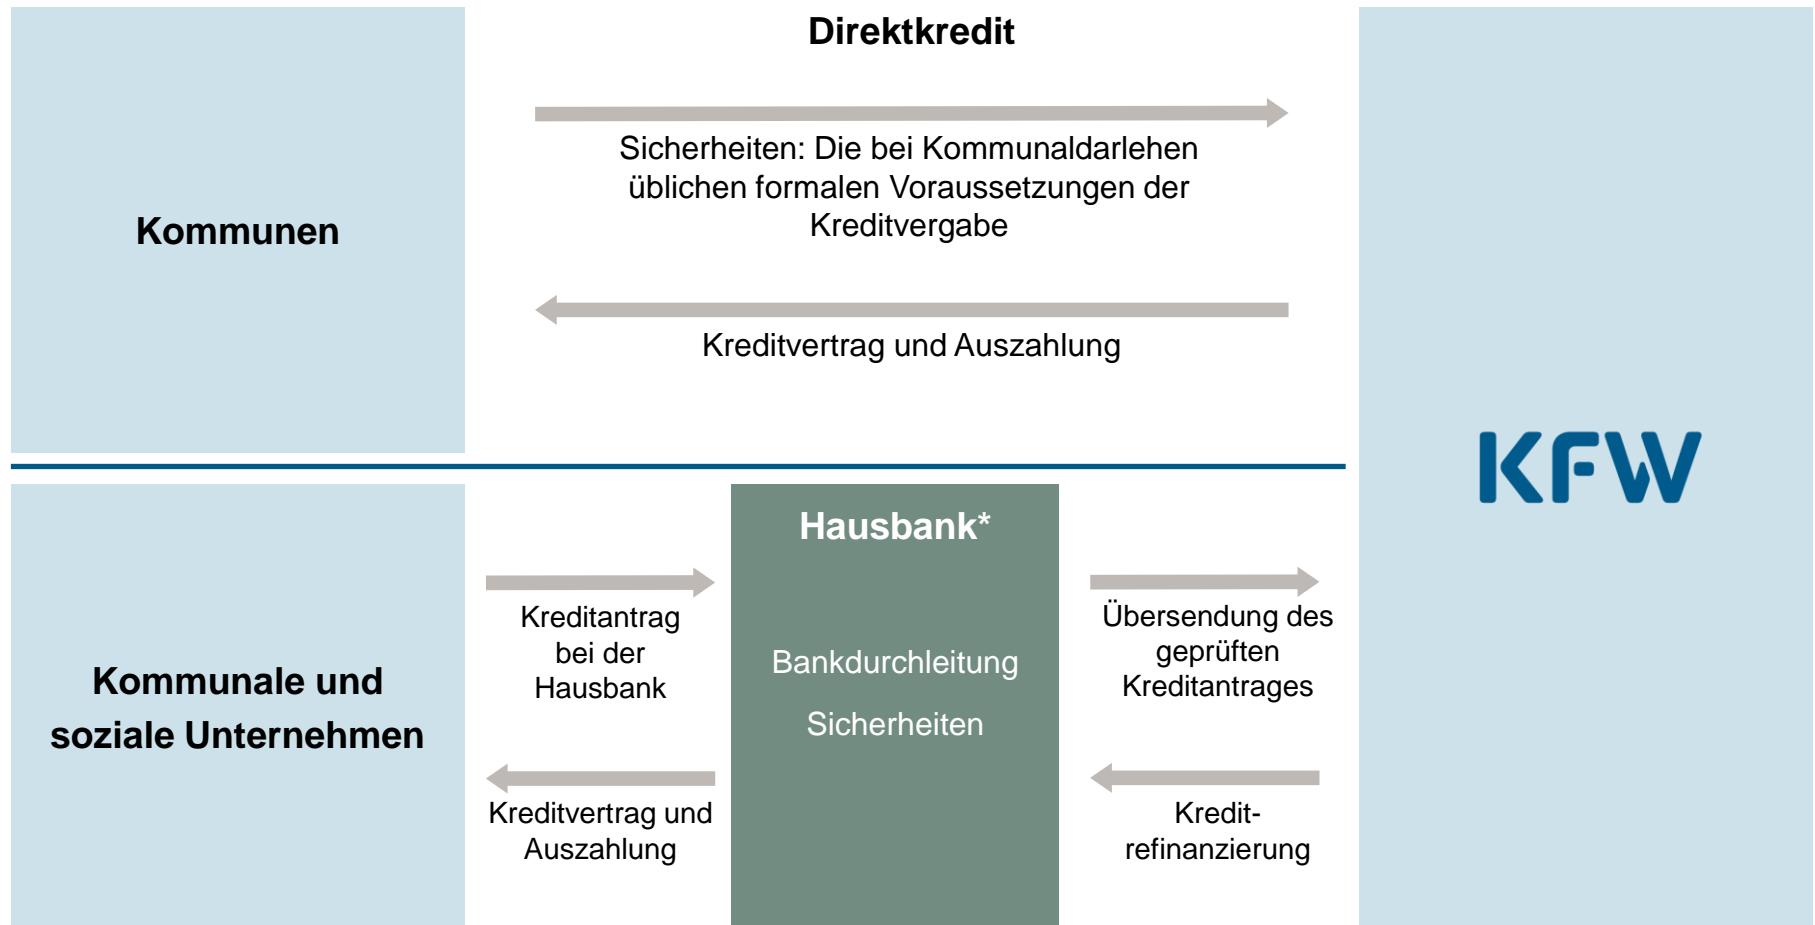 Direktkredit
Sicherheiten: Die bei Kommunaldarlehen
üblichen formalen Voraussetzungen der
Kreditvergabe
Kommunen
Kreditvertrag und Auszahlung
KFW
Hausbank*
Kreditantrag
bei der
Hausbank
Bankdurchleitung
Sicherheiten
Übersendung des
geprüften
Kreditantrages
Kommunale und
soziale Unternehmen
Kreditvertrag und
Auszahlung
Kredit-
refinanzierung